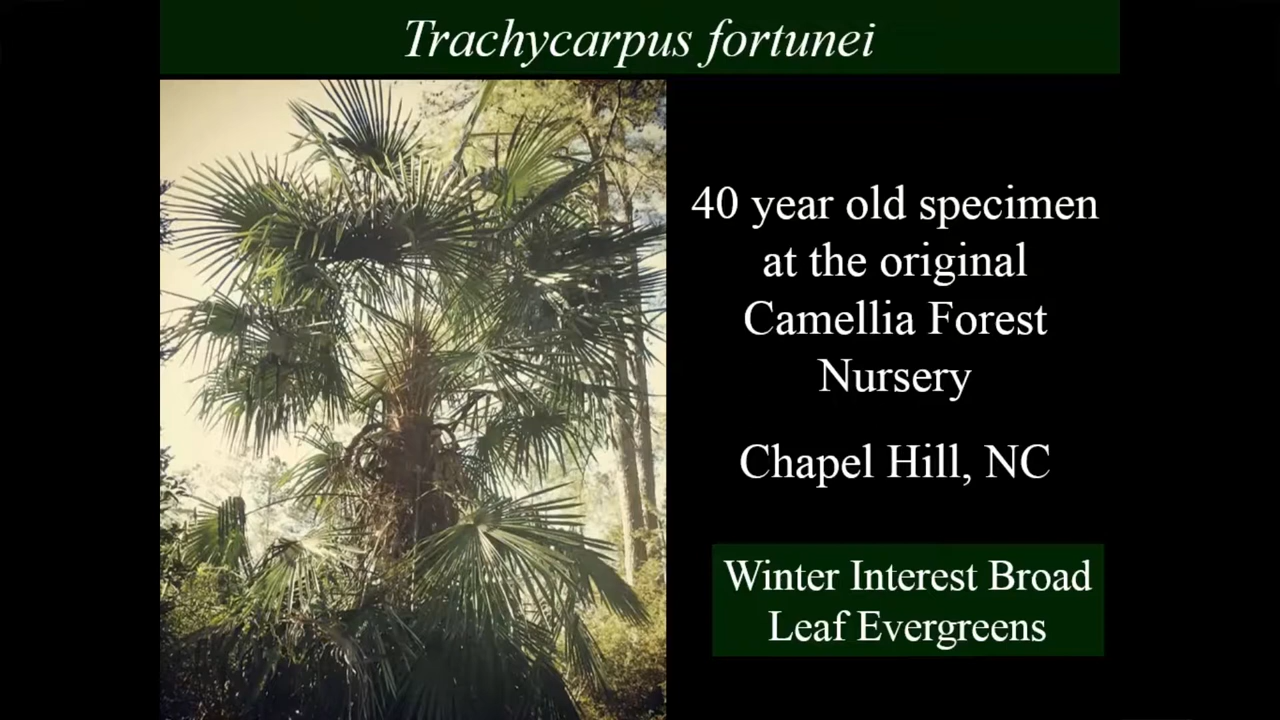 Trachycarpus fortunei
40 year old specimen
at the original
Camellia Forest
Nursery
Chapel Hill, NC
Winter Interest Broad
Leaf Evergreens